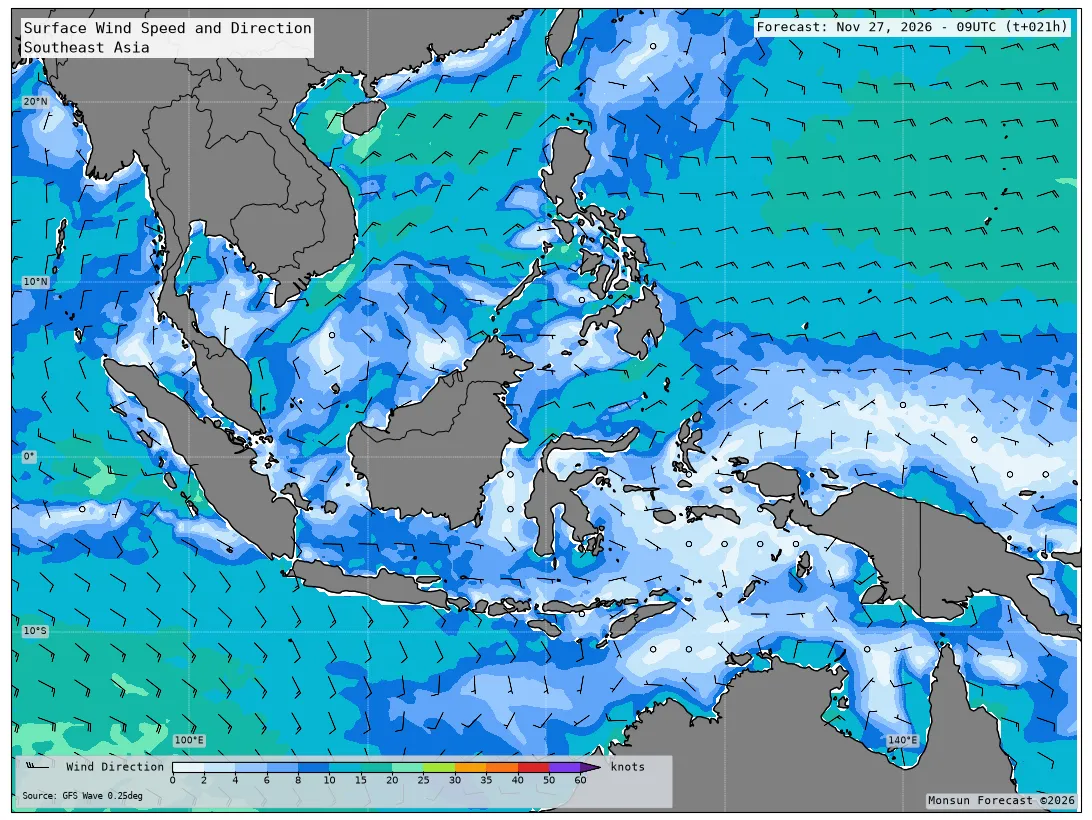 Surface Wind Speed and Direction
Southeast Asia
Forecast: Nov 27, 2026 - 09UTC (t+021h)
20°N
10°N
0°
10°S
100°E
140°E
Wind Direction
0 2 4 6 8 10 15 20 25 30 35 40 50 60
knots
Source: GFS Wave 0.25deg
Monsun Forecast ©2026